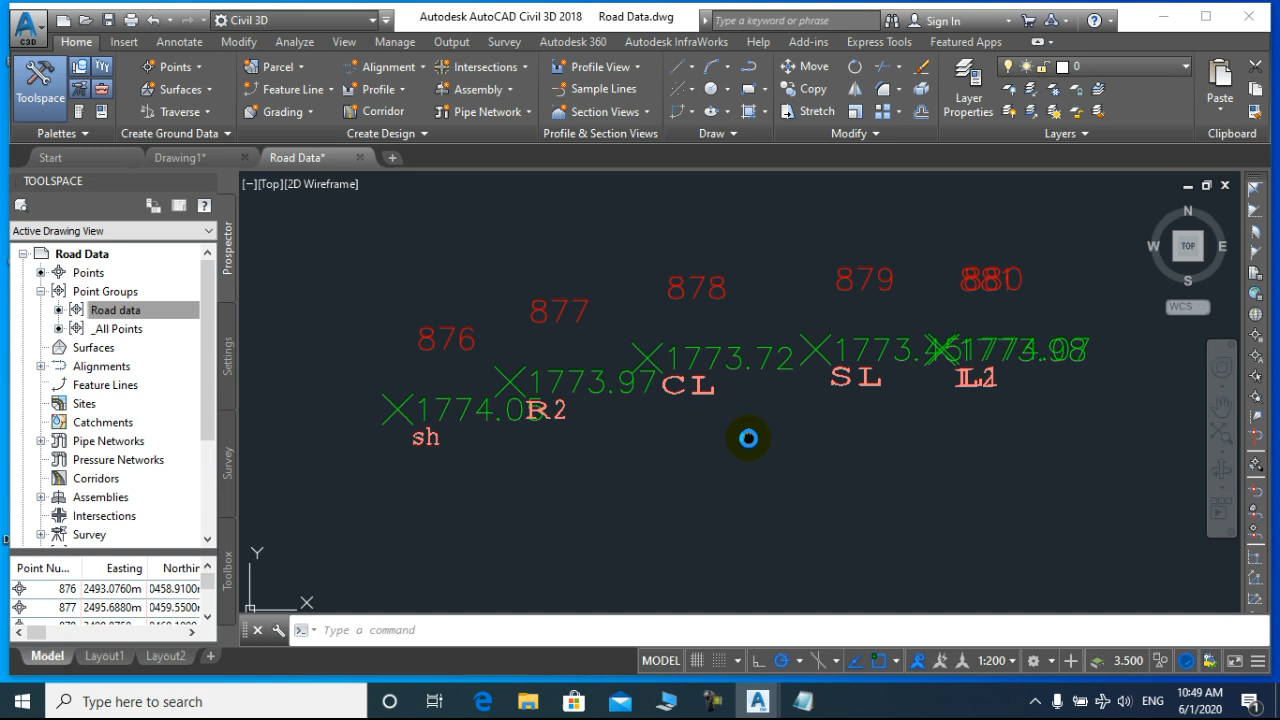 Civil 3D
Autodesk AutoCAD Civil 3D 2018 Road Data.dwg
Type a keyword or phrase
Sign In
C3D
Home Insert Annotate Modify Analyze View Manage Output Survey Autodesk 360 Autodesk InfraWorks Help Add-ins Express Tools Featured Apps
Toolspace
Points
Surfaces
Traverse
Parcel
Feature Line
Grading
Alignment
Profile
Corridor
Intersections
Assembly
Pipe Network
Profile View
Sample Lines
Section Views
Move
Copy
Stretch
Layer
Properties
0
Paste
Palettes
Create Ground Data
Create Design
Profile & Section Views
Draw
Modify
Layers
Clipboard
Start
Drawing1*
Road Data*
TOOLSPACE
Active Drawing View
Road Data
Points
Point Groups
Road data
_All Points
Surfaces
Alignments
Feature Lines
Sites
Catchments
Pipe Networks
Pressure Networks
Corridors
Assemblies
Intersections
Survey
Prospector
Settings
Survey
Toolbox
Point Nu... Easting Northin
876 2493.0760m 0458.9100m
877 2495.6880m 0459.5500m
[−][Top][2D Wireframe]
N
W TOP E
S
WCS
876
877
878
879
1773.72
1773.97
CL
SL
R2
sh
Y
X
Type a command
Model Layout1 Layout2
MODEL
1:200
3.500
Type here to search
ENG
10:49 AM
6/1/2020
1